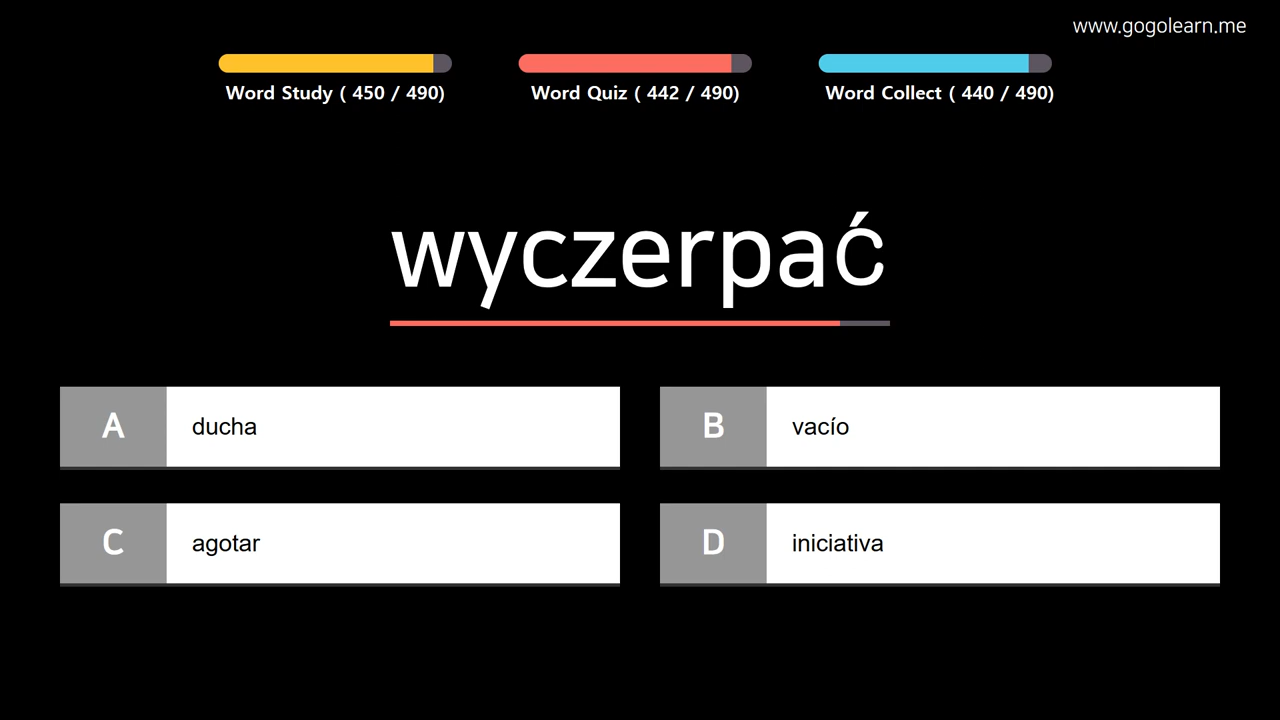 www.gogolearn.me
Word Study ( 450 / 490)
Word Quiz ( 442 / 490)
Word Collect ( 440 / 490)
wyczerpać
A ducha
B vacío
C agotar
D iniciativa